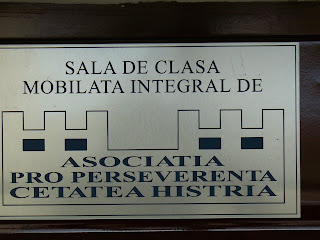 SALA DE CLASA
MOBILATA INTEGRAL DE
ASOCIATIA
PRO PERSEVERENTA
CETATEA HISTRIA